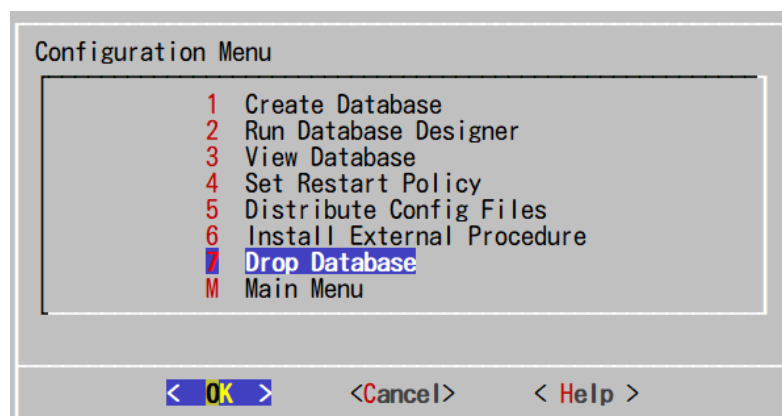 Configuration Menu
1 Create Database
2 Run Database Designer
3 View Database
4 Set Restart Policy
5 Distribute Config Files
6 Install External Procedure
7 Drop Database
M Main Menu
< OK > <Cancel> < Help >